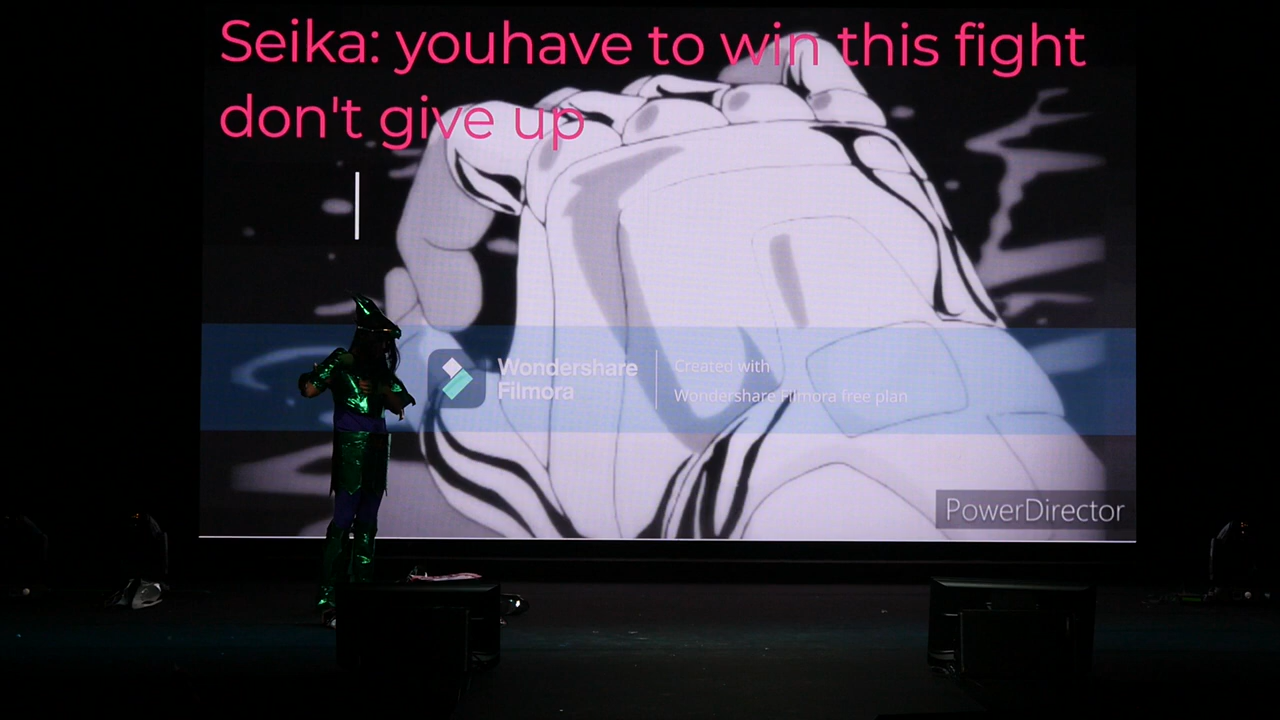 Seika: youhave to win this fight
don't give up
Wondershare
Filmora
Created with
Wondershare Filmora free plan
PowerDirector